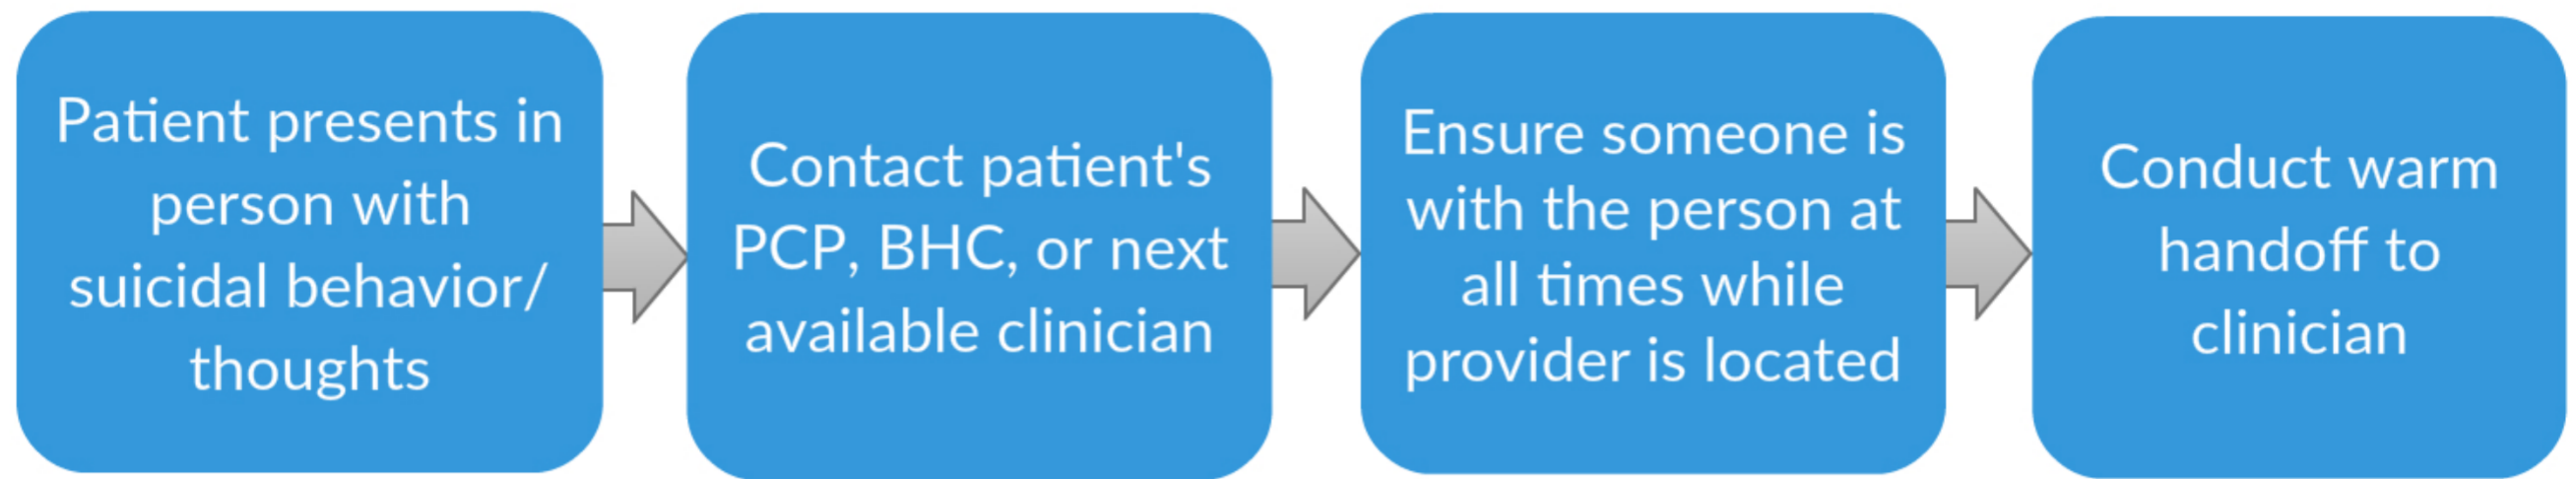 Patient presents in
person with
suicidal behavior/
thoughts
Contact patient's
PCP, BHC, or next
available clinician
Ensure someone is
with the person at
all times while
provider is located
Conduct warm
handoff to
clinician